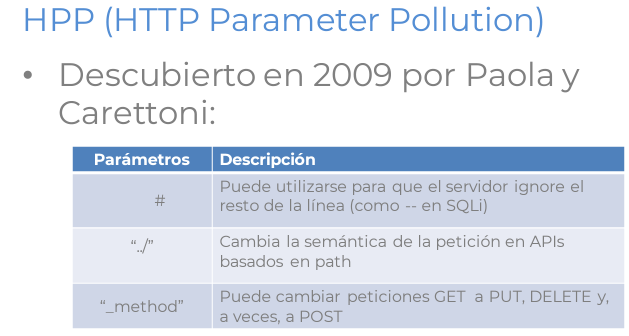 HPP (HTTP Parameter Pollution)
• Descubierto en 2009 por Paola y
Carettoni:
Parámetros Descripción
# Puede utilizarse para que el servidor ignore el
resto de la línea (como -- en SQLi)
“../” Cambia la semántica de la petición en APIs
basados en path
“_method” Puede cambiar peticiones GET a PUT, DELETE y,
a veces, a POST